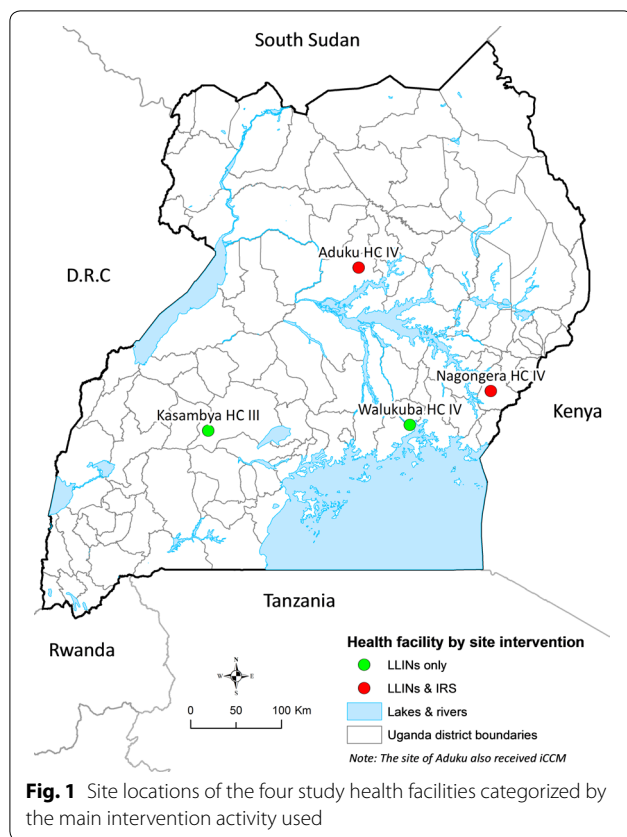 South Sudan
D.R.C
Aduku HC IV
Nagongera HC IV
Kasambya HC III
Walukuba HC IV
Kenya
Tanzania
Rwanda
N
W E
S
0 50 100 Km
Health facility by site intervention
LLINs only
LLINs & IRS
Lakes & rivers
Uganda district boundaries
Note: The site of Aduku also received iCCM
Fig. 1 Site locations of the four study health facilities categorized by
the main intervention activity used